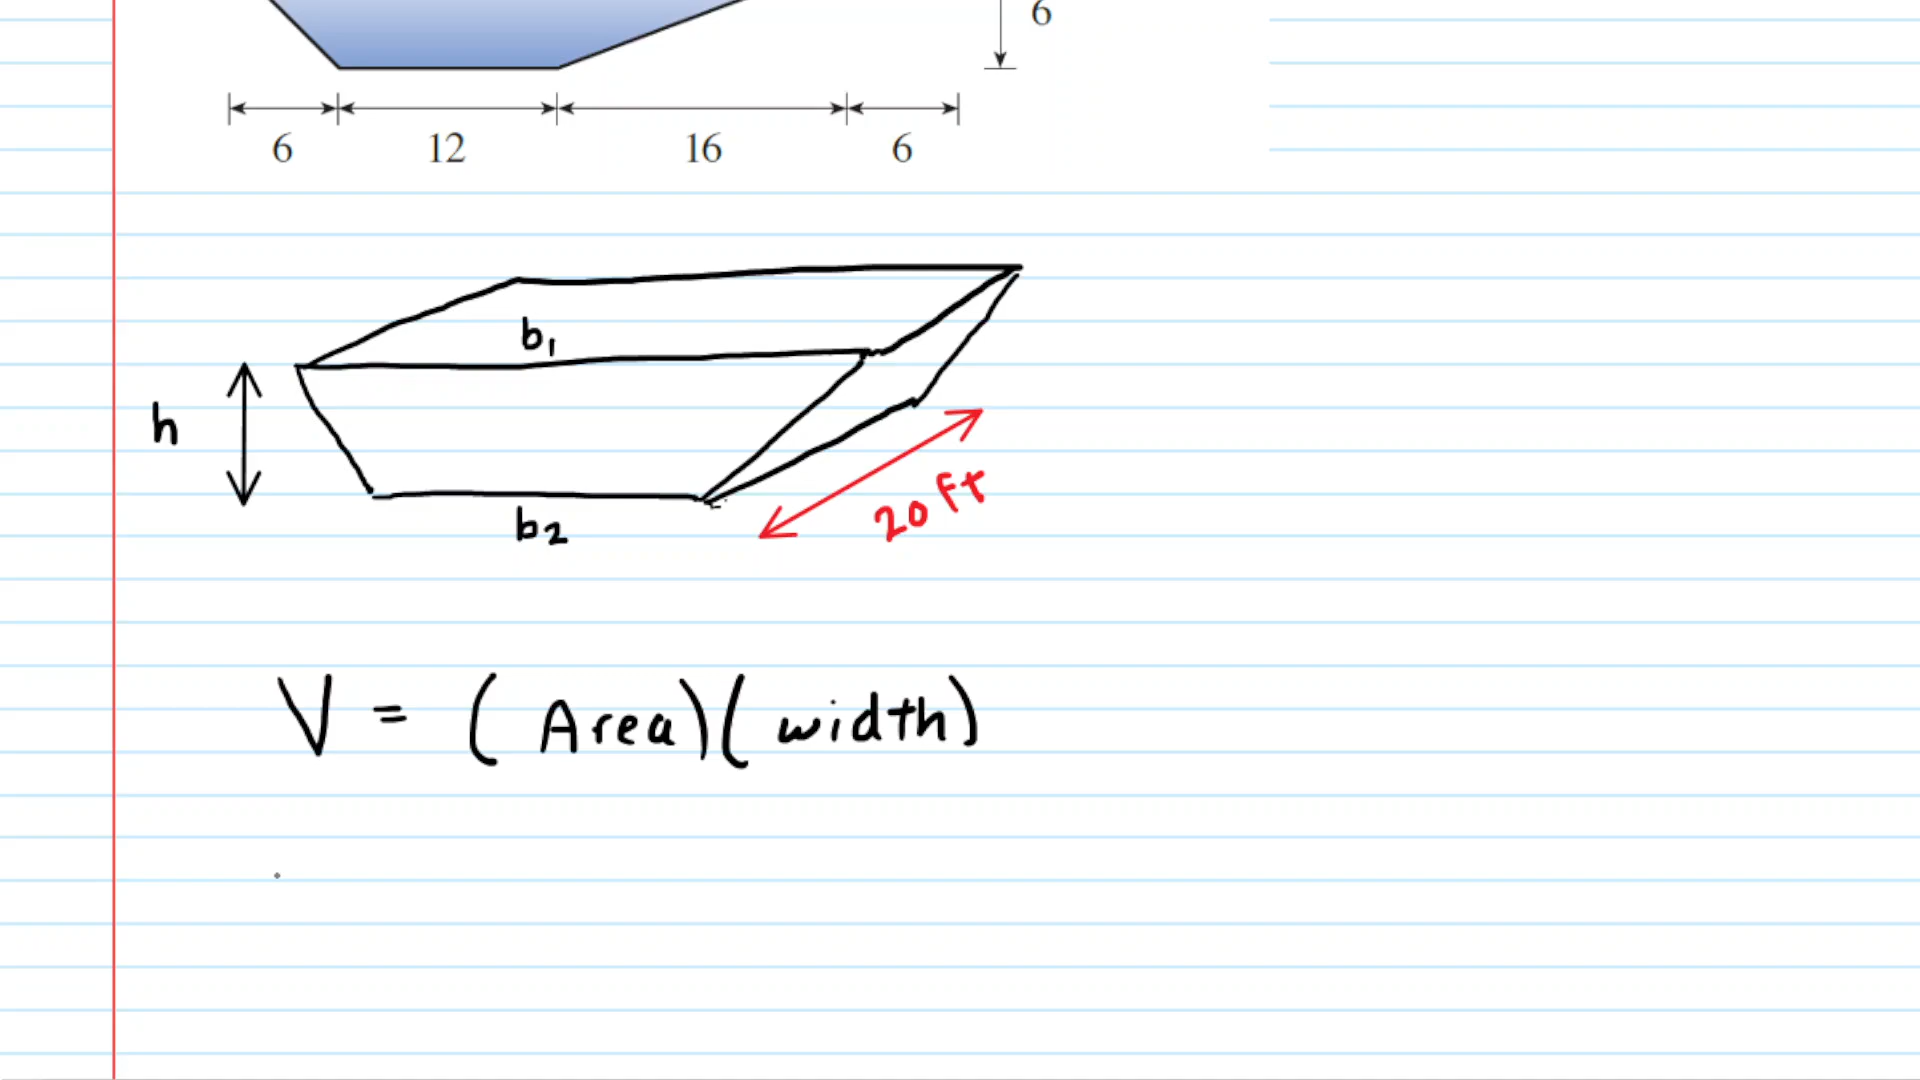 6
6 12 16 6
b₁
h
20 Ft
b₂
V = ( Area)( width)